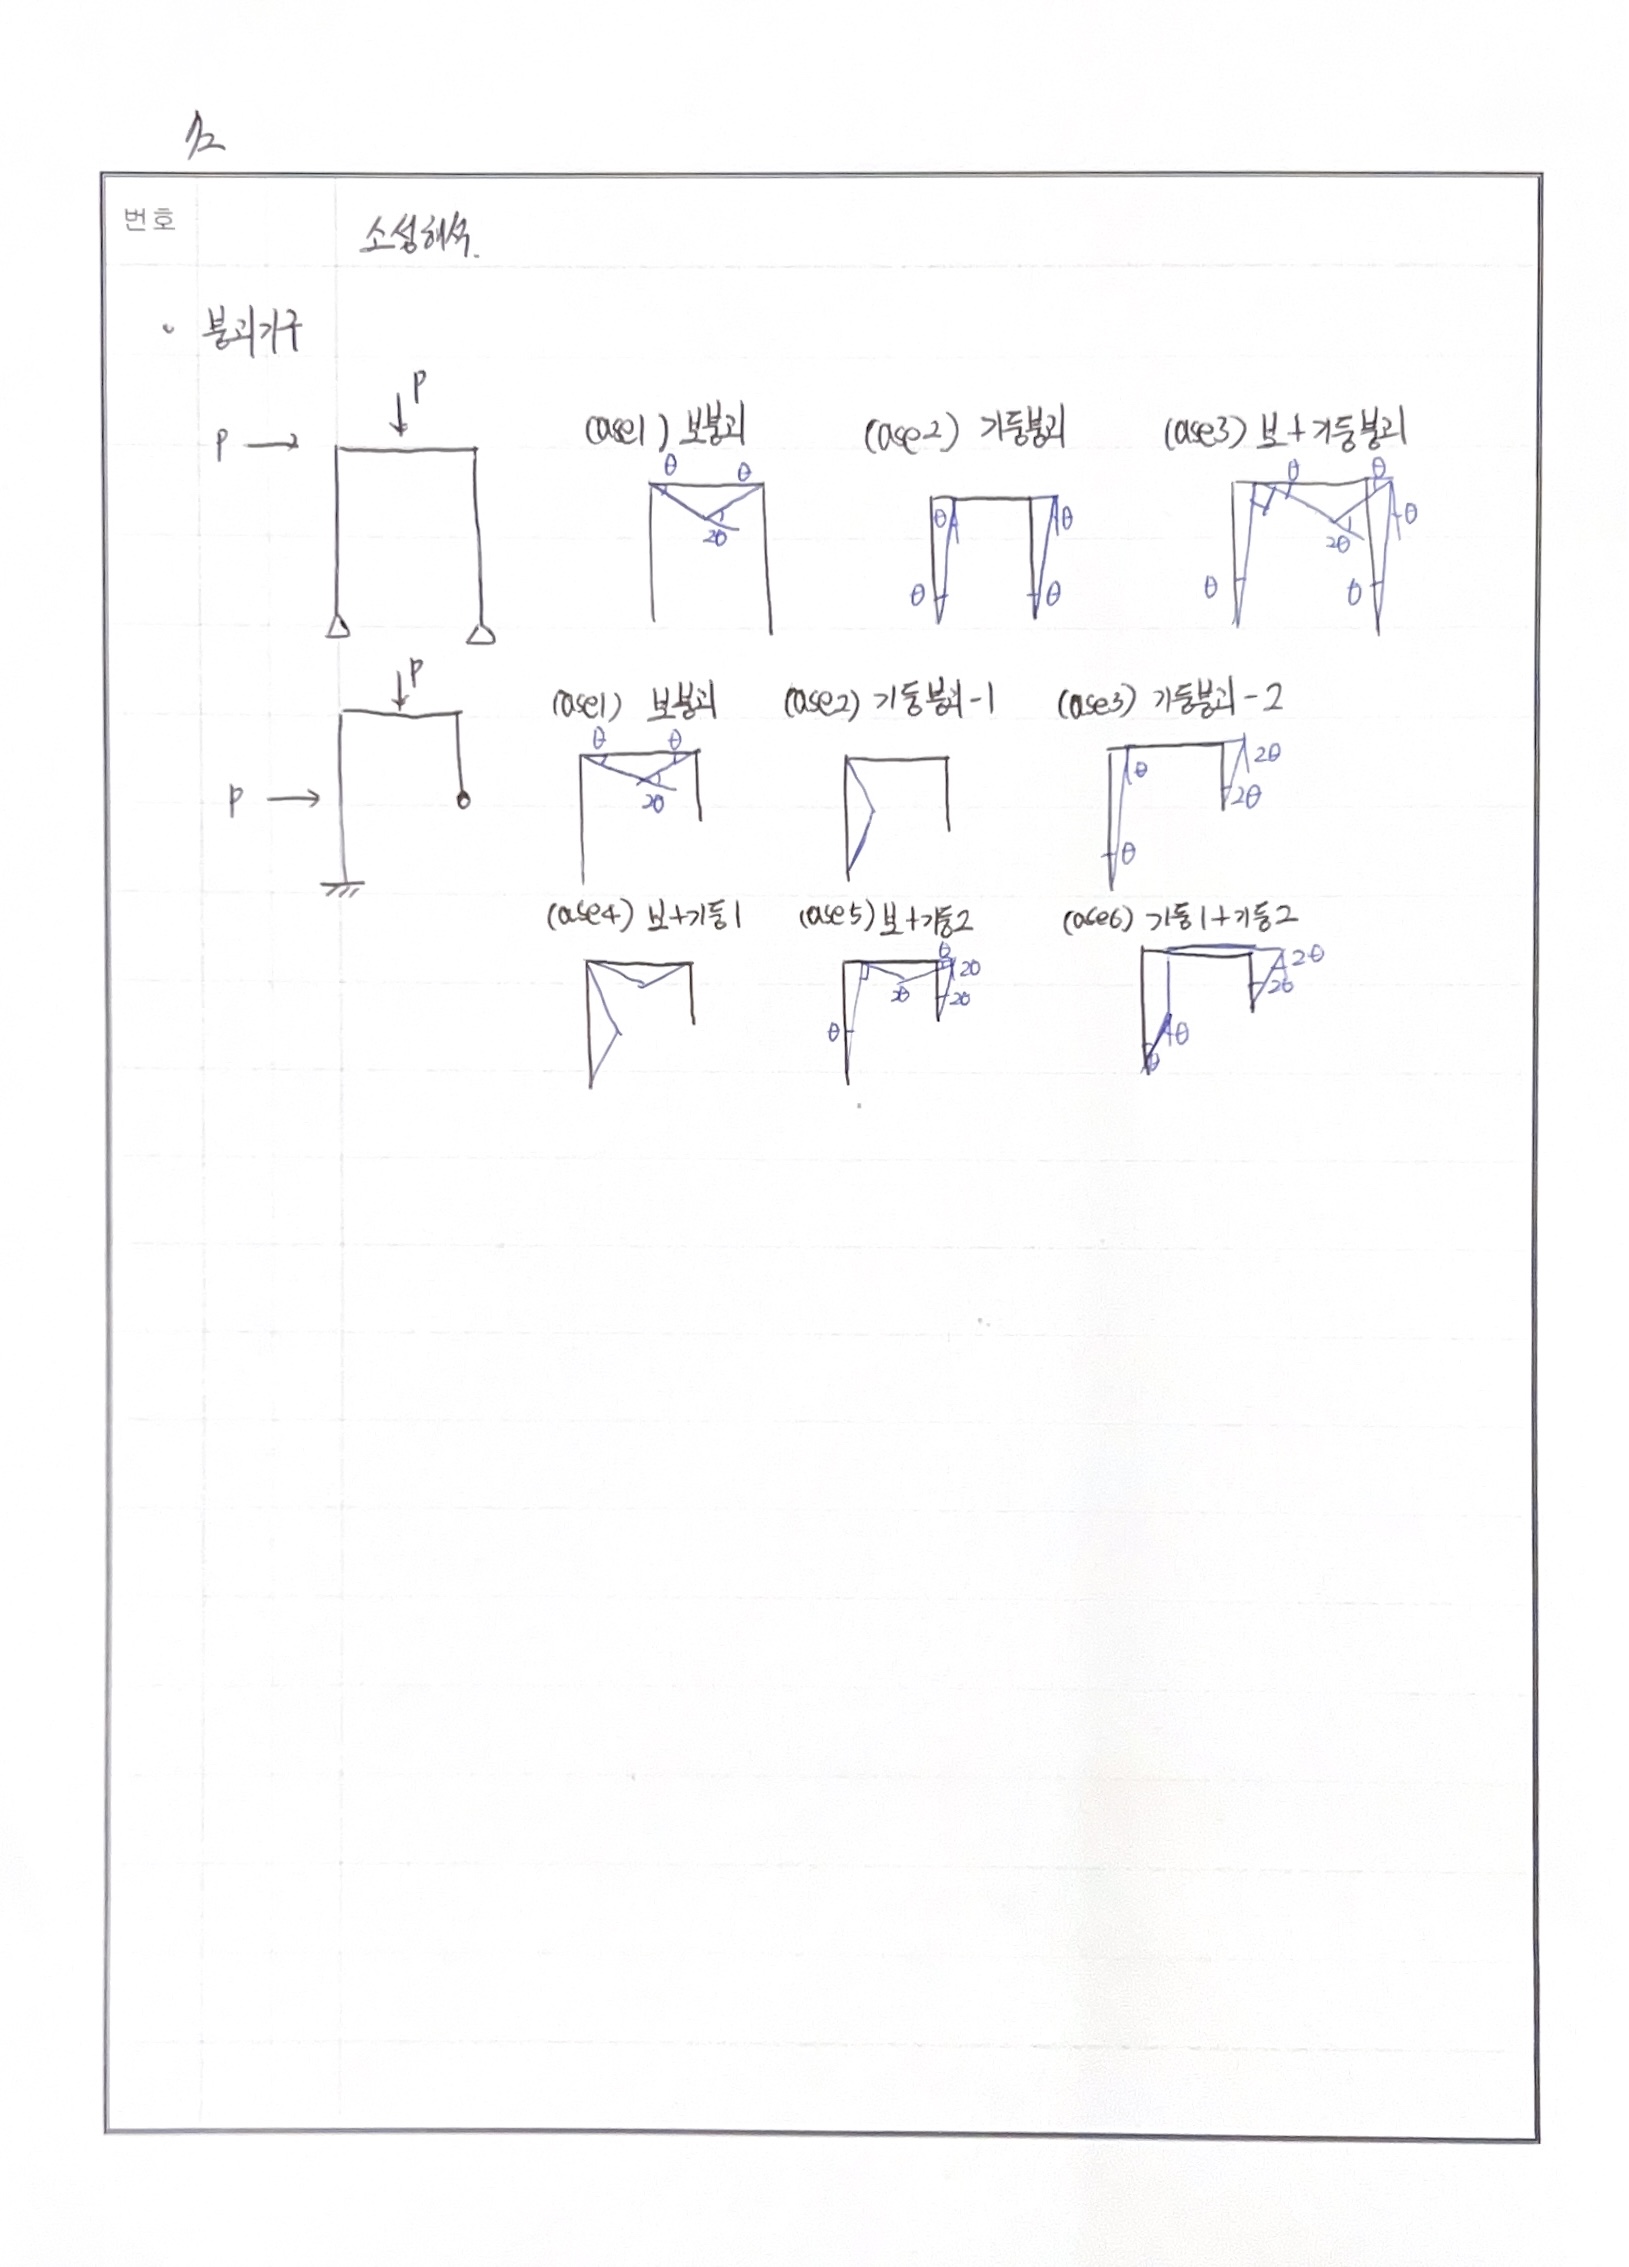 1/2
번호
소성해석.
붕괴기구
P
P
Case1) 보붕괴
Case2) 기둥붕괴
Case3) 보+기둥붕괴
θ θ
2θ
θ θ
θ θ
θ θ
θ
2θ
θ θ
P
P
Case1) 보붕괴
Case2) 기둥붕괴-1
Case3) 기둥붕괴-2
θ θ
2θ
θ 2θ
2θ
θ
Case4) 보+기둥1
Case5) 보+기둥2
Case6) 기둥1+기둥2
θ
2θ
2θ 2θ
θ
2θ
2θ
θ
θ